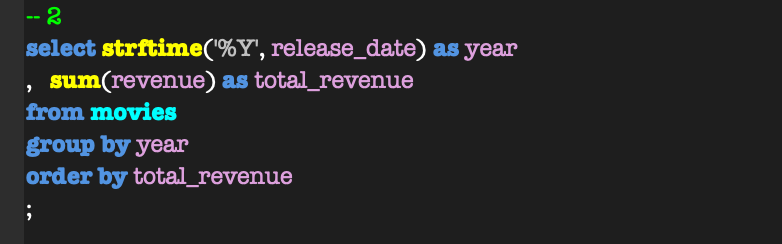 -- 2
select strftime('%Y', release_date) as year
, sum(revenue) as total_revenue
from movies
group by year
order by total_revenue
;